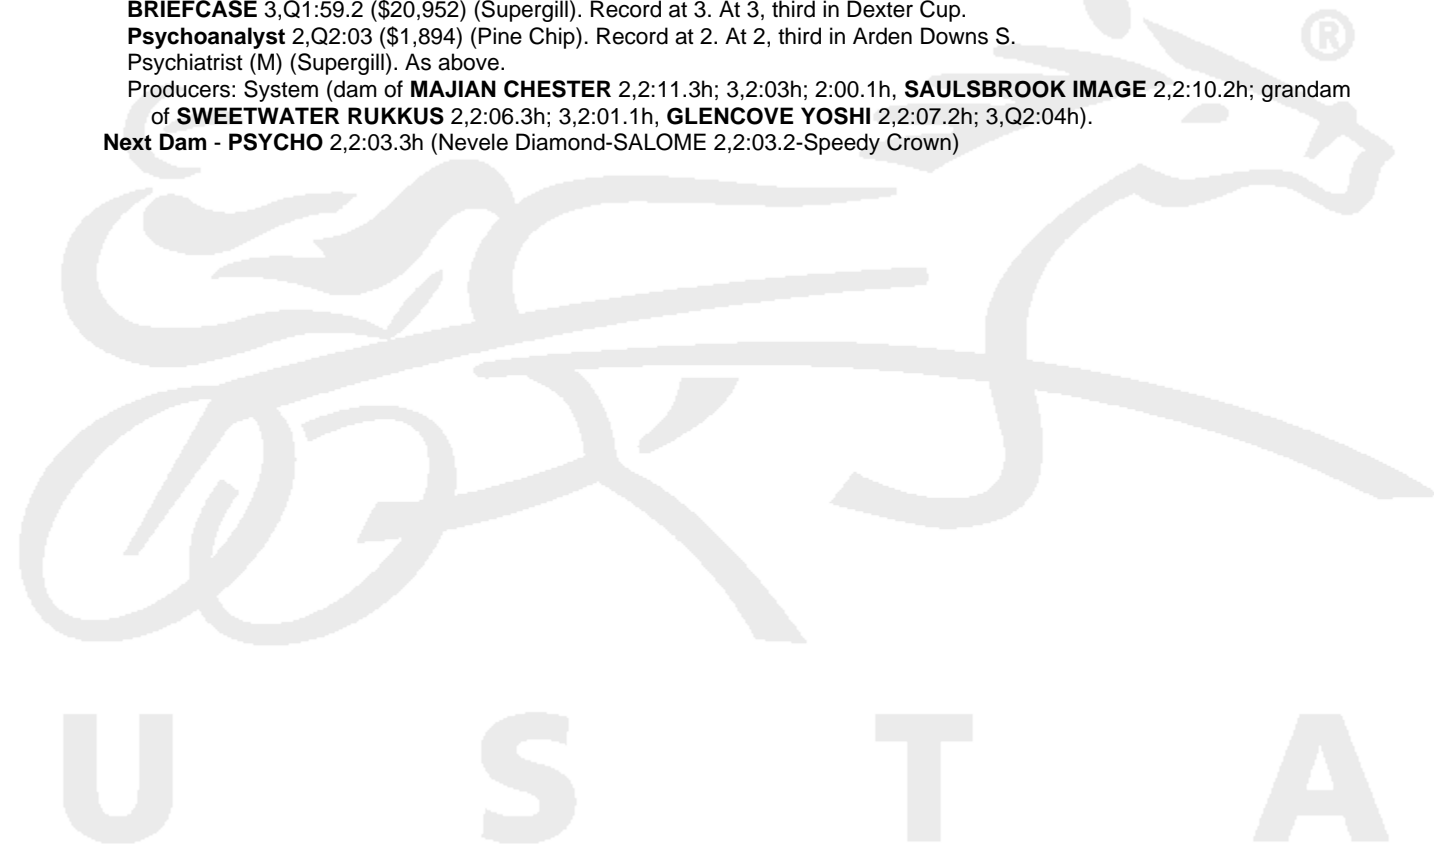 BRIEFCASE 3,Q1:59.2 ($20,952) (Supergill). Record at 3. At 3, third in Dexter Cup.
Psychoanalyst 2,Q2:03 ($1,894) (Pine Chip). Record at 2. At 2, third in Arden Downs S.
Psychiatrist (M) (Supergill). As above.
Producers: System (dam of MAJIAN CHESTER 2,2:11.3h; 3,2:03h; 2:00.1h, SAULSBROOK IMAGE 2,2:10.2h; grandam
of SWEETWATER RUKKUS 2,2:06.3h; 3,2:01.1h, GLENCOVE YOSHI 2,2:07.2h; 3,Q2:04h).
Next Dam - PSYCHO 2,2:03.3h (Nevele Diamond-SALOME 2,2:03.2-Speedy Crown)
®
U S T A